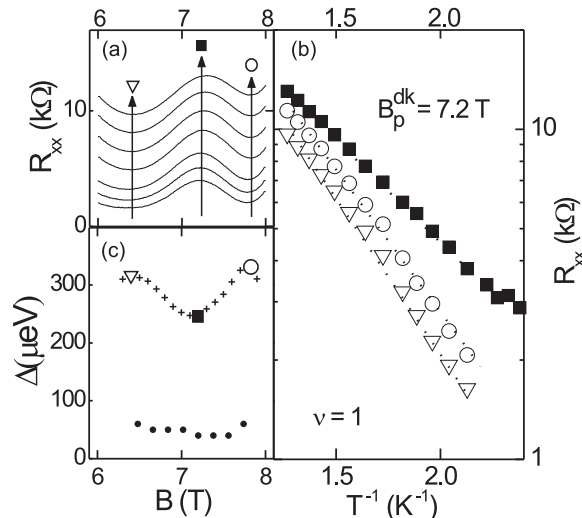 6 7 8
1.5 2.0
(a)
(b)
B_p^dk = 7.2 T
10
R_xx (kΩ)
0
10
R_xx (kΩ)
(c)
300
200
Δ(μeV)
100
0
ν = 1
1
6 7 8
1.5 2.0
B (T)
T⁻¹ (K⁻¹)